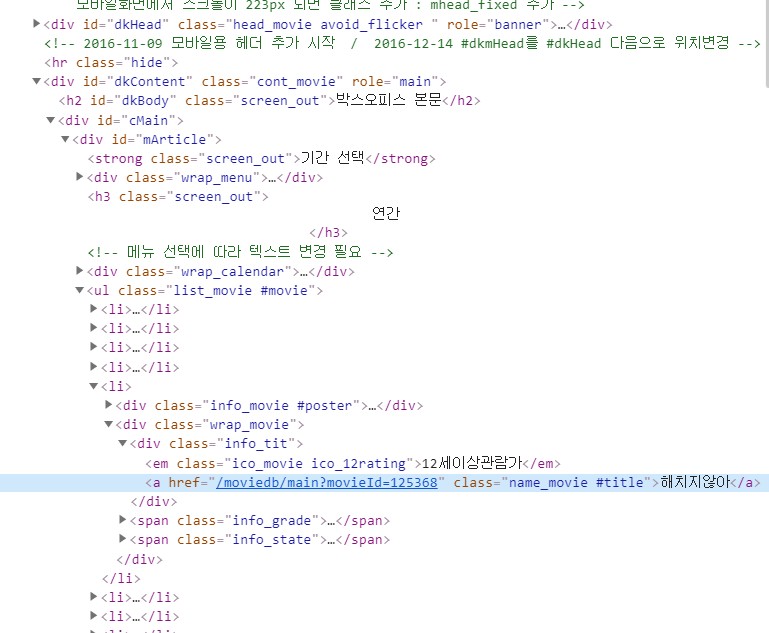 모바일화면에서 스크롤이 223px 되면 클래스 추가 : mhead_fixed 추가 -->
▶<div id="dkHead" class="head_movie avoid_flicker " role="banner">…</div>
<!-- 2016-11-09 모바일용 헤더 추가 시작 / 2016-12-14 #dkmHead를 #dkHead 다음으로 위치변경 -->
<hr class="hide">
▼<div id="dkContent" class="cont_movie" role="main">
<h2 id="dkBody" class="screen_out">박스오피스 본문</h2>
▼<div id="cMain">
▼<div id="mArticle">
<strong class="screen_out">기간 선택</strong>
▶<div class="wrap_menu">…</div>
<h3 class="screen_out">
연간
</h3>
<!-- 메뉴 선택에 따라 텍스트 변경 필요 -->
▶<div class="wrap_calendar">…</div>
▼<ul class="list_movie #movie">
▶<li>…</li>
▶<li>…</li>
▶<li>…</li>
▶<li>…</li>
▼<li>
▶<div class="info_movie #poster">…</div>
▼<div class="wrap_movie">
▼<div class="info_tit">
<em class="ico_movie ico_12rating">12세이상관람가</em>
<a href="/moviedb/main?movieId=125368" class="name_movie #title">해치지않아</a>
</div>
▶<span class="info_grade">…</span>
▶<span class="info_state">…</span>
</div>
</li>
▶<li>…</li>
▶<li>…</li>